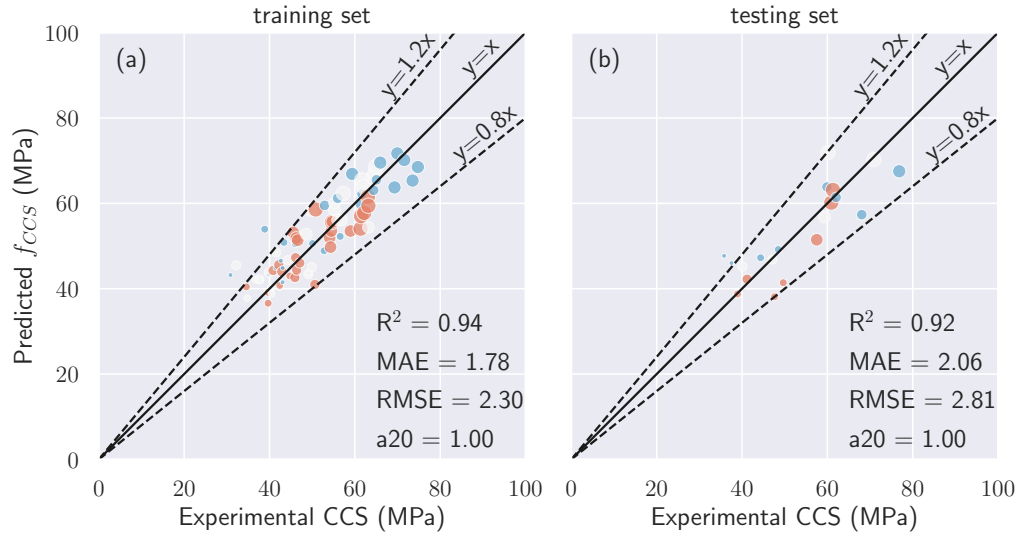 training set
100
80
60
40
20
0
Predicted f_CCS (MPa)
(a)
y=1.2x
y=x
y=0.8x
R² = 0.94
MAE = 1.78
RMSE = 2.30
a20 = 1.00
0 20 40 60 80 100
Experimental CCS (MPa)
testing set
(b)
y=1.2x
y=x
y=0.8x
R² = 0.92
MAE = 2.06
RMSE = 2.81
a20 = 1.00
0 20 40 60 80 100
Experimental CCS (MPa)